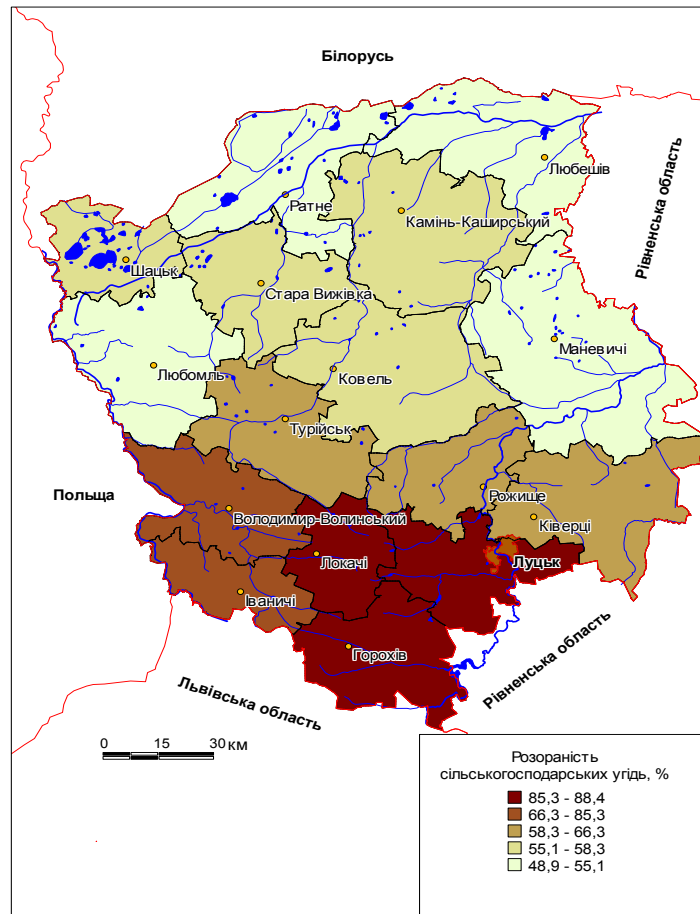 Білорусь
Рівненська область
Любешів
Ратне
Камінь-Каширський
Шацьк
Стара Вижівка
Маневичі
Любомль
Ковель
Турійськ
Польща
Рожище
Володимир-Волинський
Ківерці
Локачі
Луцьк
Іваничі
Горохів
Рівненська область
Львівська область
0 15 30 км
Розораність
сільськогосподарських угідь, %
85,3 - 88,4
66,3 - 85,3
58,3 - 66,3
55,1 - 58,3
48,9 - 55,1